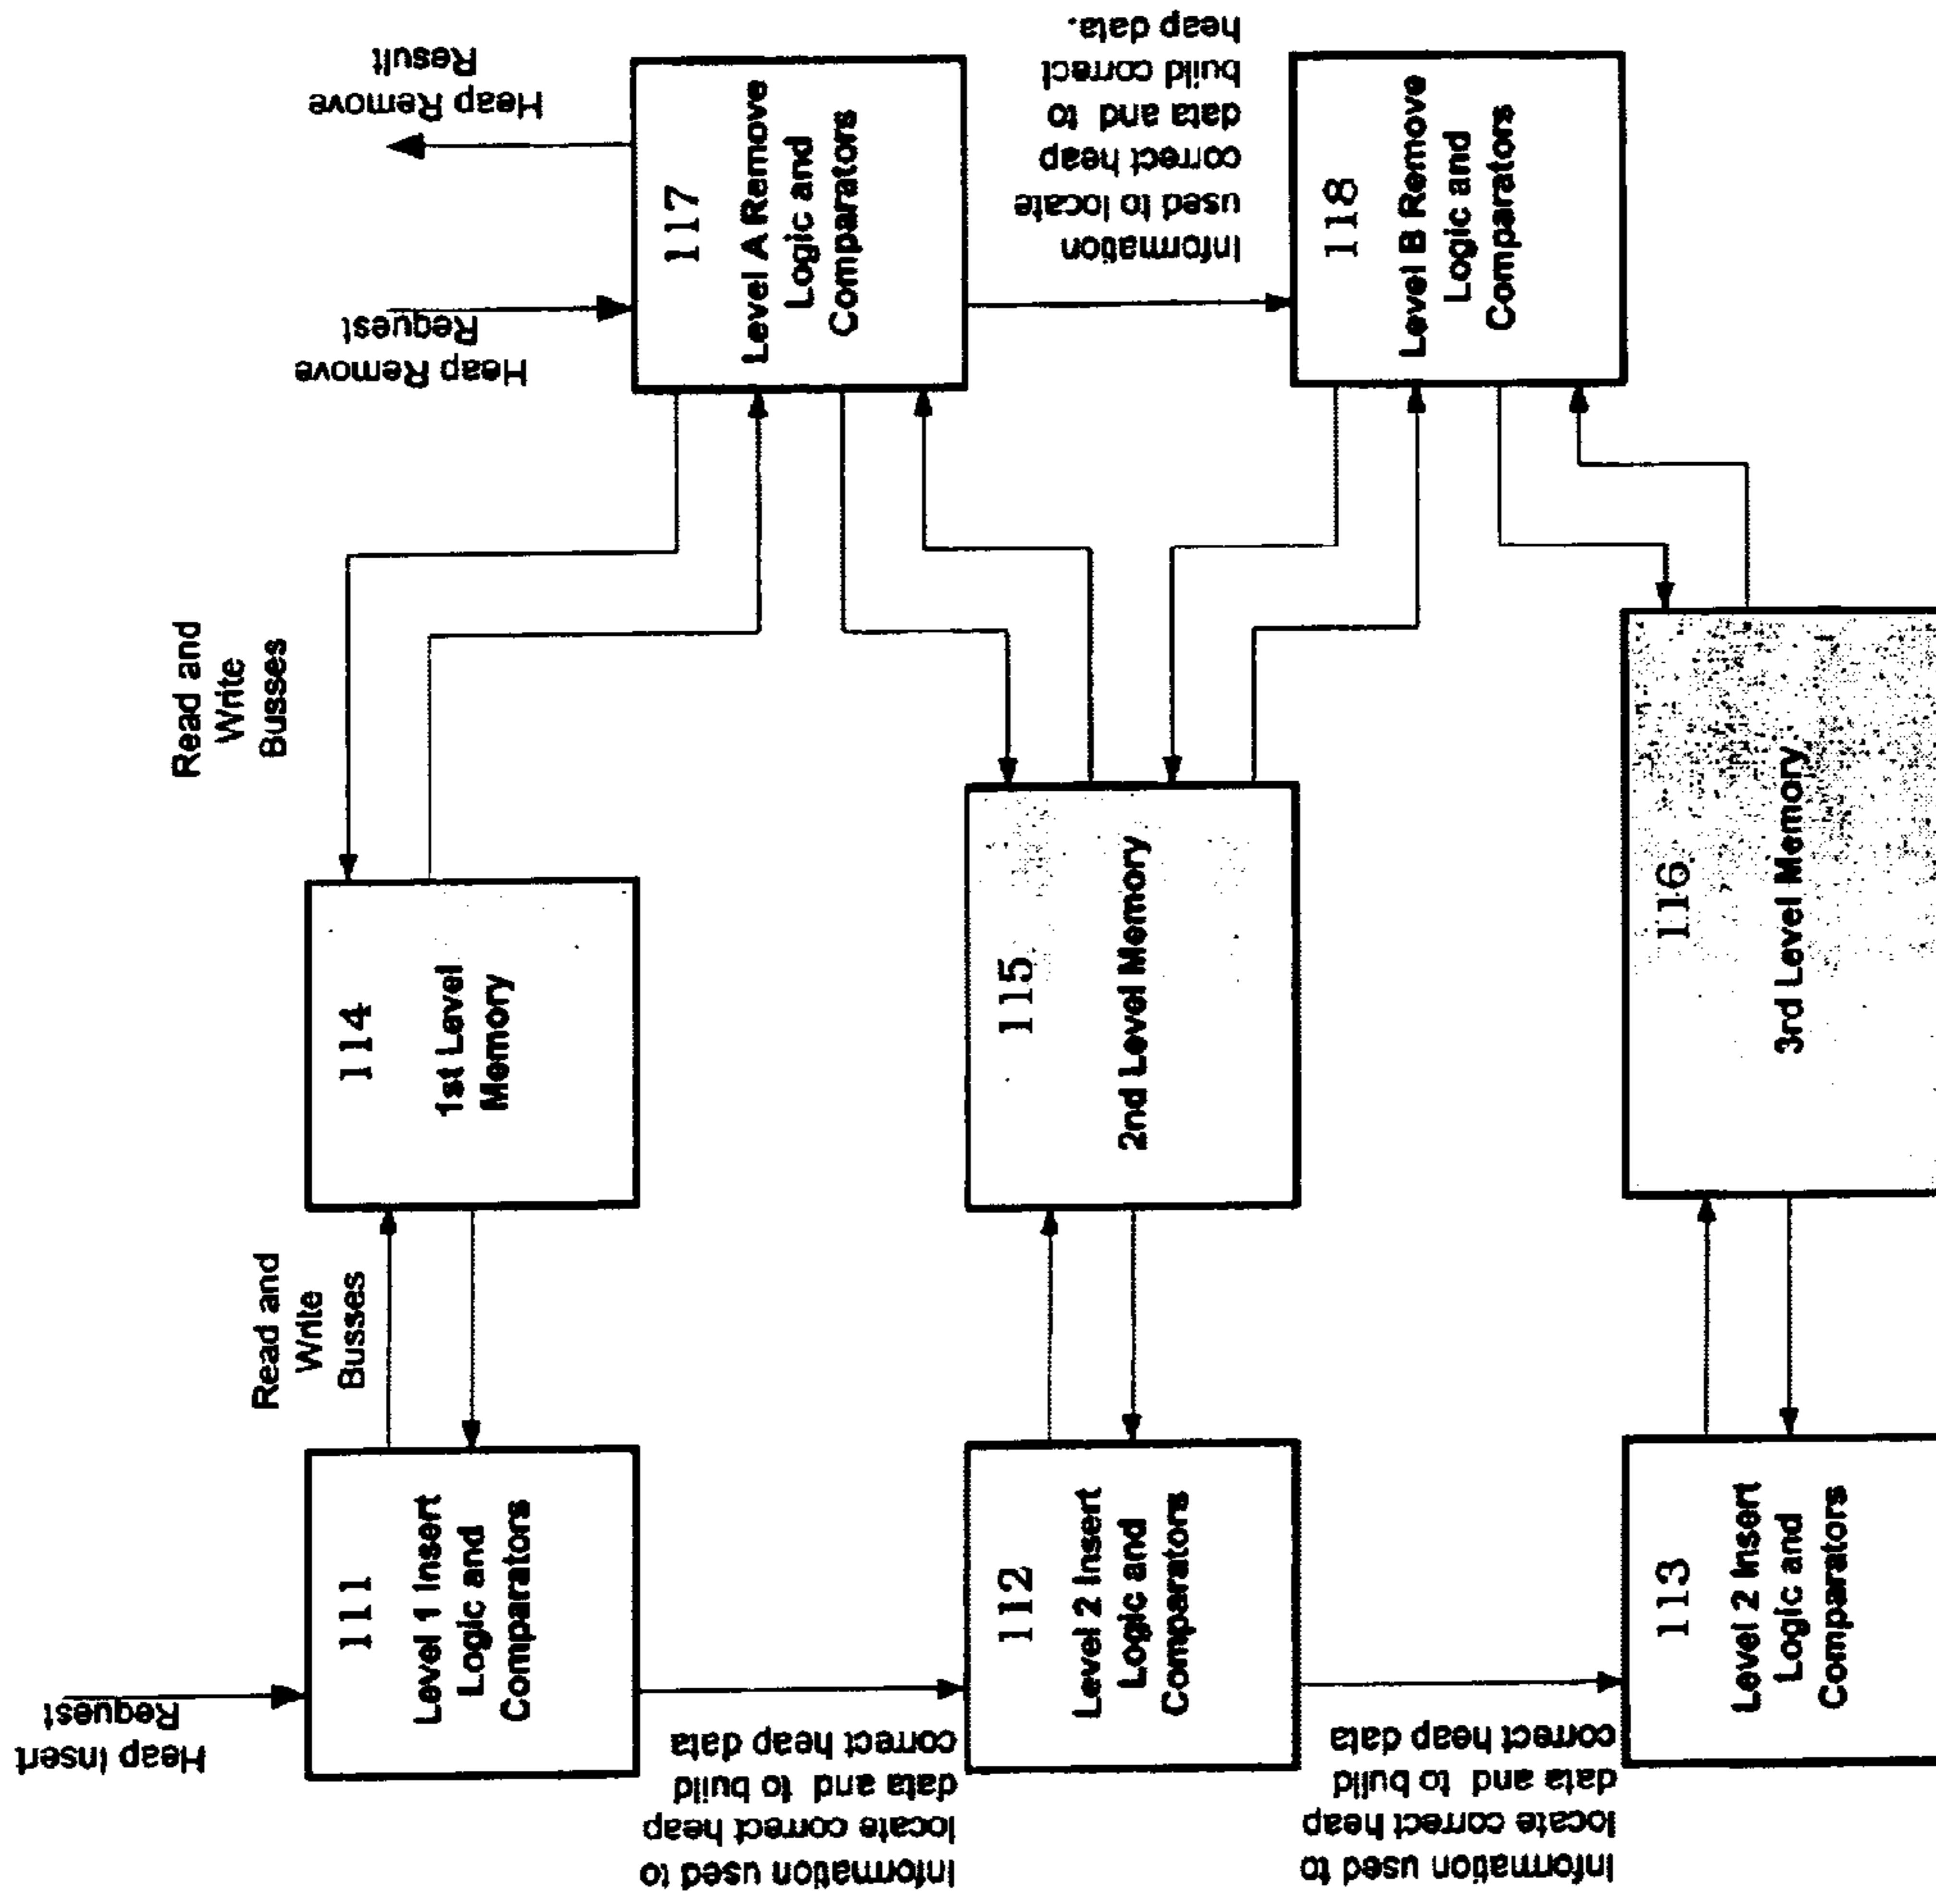 Heap Insert
Request
111
Level 1 Insert
Logic and
Comparators
Read and
Write
Busses
114
1st Level
Memory
Read and
Write
Busses
Heap Remove
Request
Heap Remove
Result
117
Level A Remove
Logic and
Comparators
Information used to
locate correct heap
data and to build
correct heap data
112
Level 2 Insert
Logic and
Comparators
115
2nd Level Memory
Information
used to locate
correct heap
data and to
build correct
heap data.
118
Level B Remove
Logic and
Comparators
Information used to
locate correct heap
data and to build
correct heap data
113
Level 2 Insert
Logic and
Comparators
116
3rd Level Memory